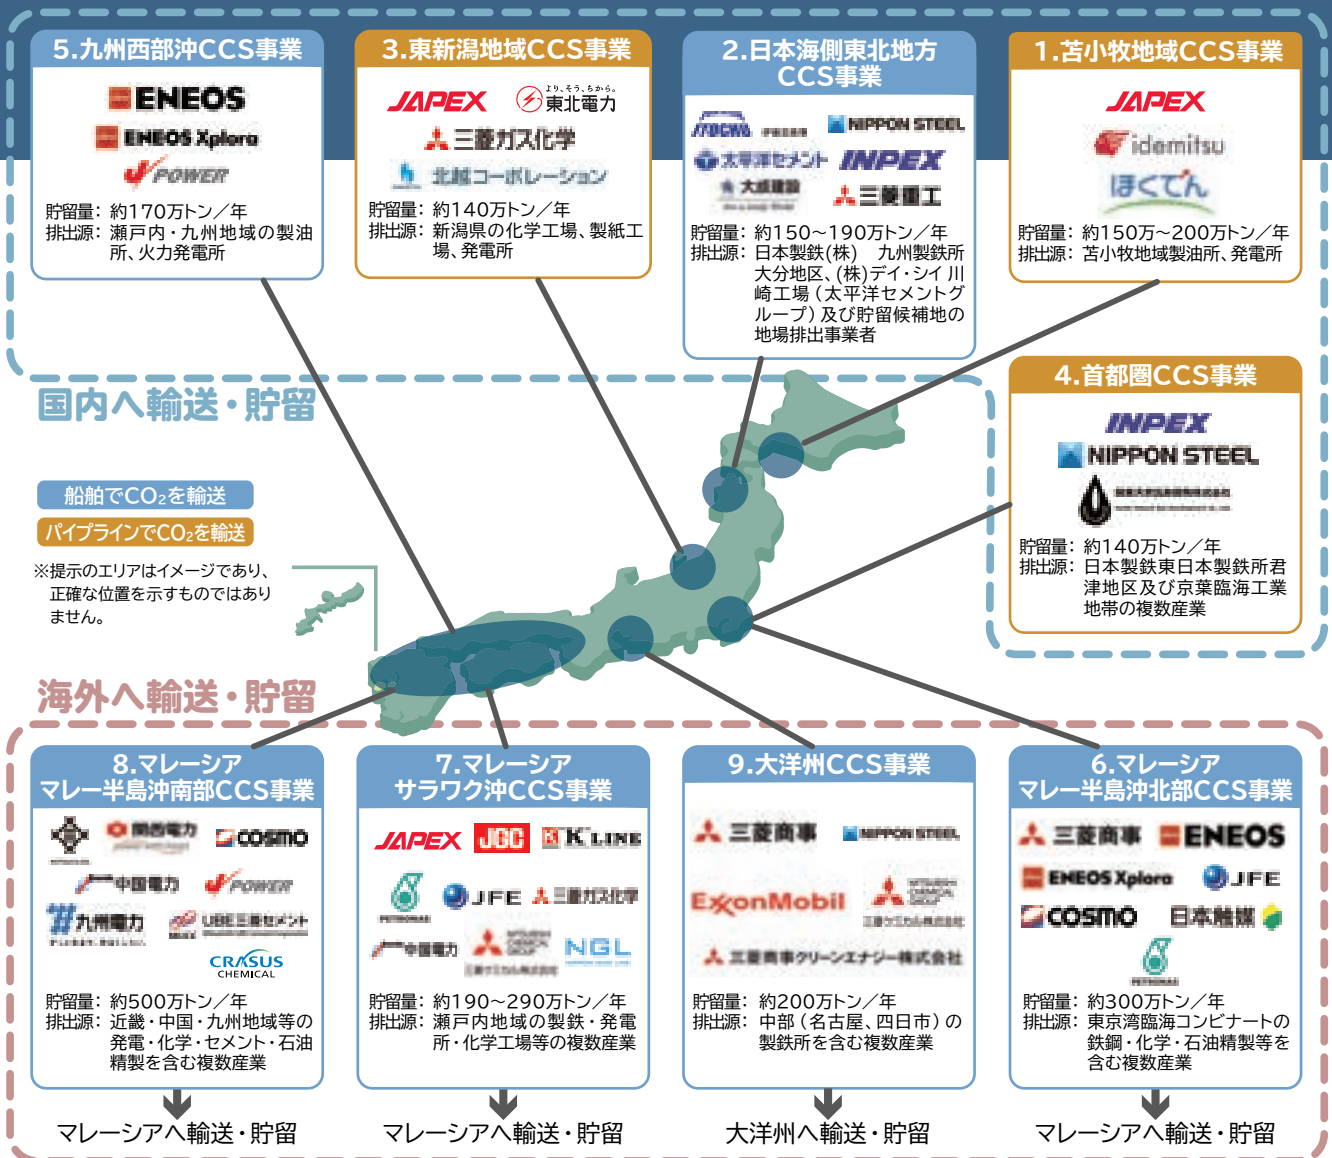 5.九州西部沖CCS事業
ENEOS
ENEOS Xplora
POWER
貯留量：約170万トン／年
排出源：瀬戸内・九州地域の製油
所、火力発電所
3.東新潟地域CCS事業
JAPEX
より、そう、ちから。
東北電力
三菱ガス化学
北越コーポレーション
貯留量：約140万トン／年
排出源：新潟県の化学工場、製紙工
場、発電所
2.日本海側東北地方
CCS事業
ITOCHU
NIPPON STEEL
太平洋セメント
INPEX
大成建設
三菱重工
貯留量：約150～190万トン／年
排出源：日本製鉄(株)　九州製鉄所
大分地区、(株)デイ・シイ川
崎工場（太平洋セメントグ
ループ）及び貯留候補地の
地場排出事業者
1.苫小牧地域CCS事業
JAPEX
idemitsu
ほくでん
貯留量：約150万～200万トン／年
排出源：苫小牧地域製油所、発電所
4.首都圏CCS事業
INPEX
NIPPON STEEL
貯留量：約140万トン／年
排出源：日本製鉄東日本製鉄所君
津地区及び京葉臨海工業
地帯の複数産業
国内へ輸送・貯留
船舶でCO₂を輸送
パイプラインでCO₂を輸送
※提示のエリアはイメージであり、
正確な位置を示すものではあり
ません。
海外へ輸送・貯留
8.マレーシア
マレー半島沖南部CCS事業
関西電力
COSMO
中国電力
POWER
九州電力
UBE三菱セメント
CRASUS
CHEMICAL
貯留量：約500万トン／年
排出源：近畿・中国・九州地域等の
発電・化学・セメント・石油
精製を含む複数産業
マレーシアへ輸送・貯留
7.マレーシア
サラワク沖CCS事業
JAPEX
JGC
"K" LINE
PETRONAS
JFE
三菱ガス化学
中国電力
MITSUBISHI
CHEMICAL
GROUP
三菱ケミカル株式会社
NGL
貯留量：約190～290万トン／年
排出源：瀬戸内地域の製鉄・発電
所・化学工場等の複数産業
マレーシアへ輸送・貯留
9.大洋州CCS事業
三菱商事
NIPPON STEEL
ExxonMobil
MITSUBISHI
CHEMICAL
GROUP
三菱ケミカル株式会社
三菱商事クリーンエナジー株式会社
貯留量：約200万トン／年
排出源：中部（名古屋、四日市）の
製鉄所を含む複数産業
大洋州へ輸送・貯留
6.マレーシア
マレー半島沖北部CCS事業
三菱商事
ENEOS
ENEOS Xplora
JFE
COSMO
日本触媒
PETRONAS
貯留量：約300万トン／年
排出源：東京湾臨海コンビナートの
鉄鋼・化学・石油精製等を
含む複数産業
マレーシアへ輸送・貯留